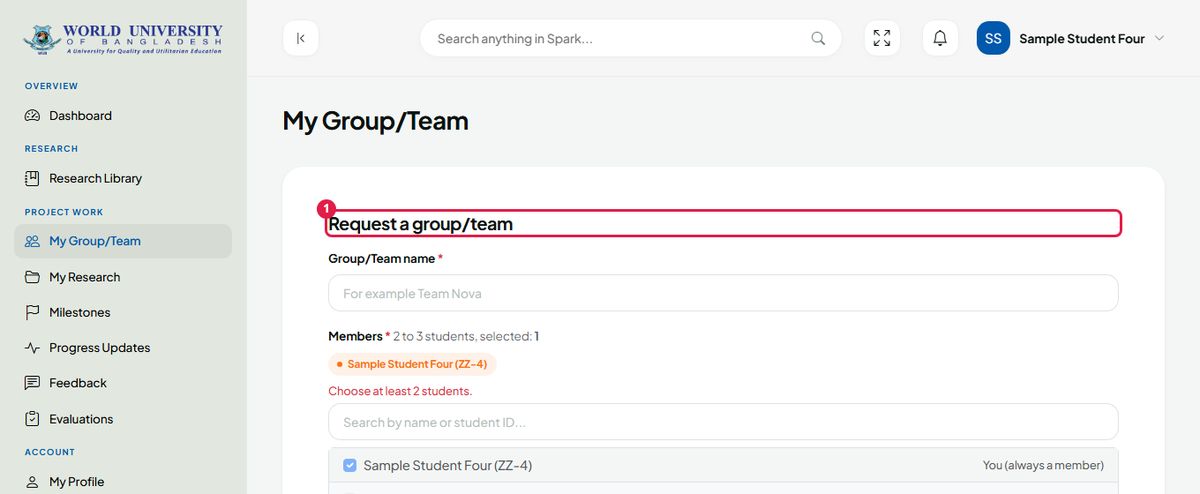 WORLD UNIVERSITY
OF BANGLADESH
A University for Quality and Utilitarian Education
OVERVIEW
Dashboard
RESEARCH
Research Library
PROJECT WORK
My Group/Team
My Research
Milestones
Progress Updates
Feedback
Evaluations
ACCOUNT
My Profile
Search anything in Spark...
SS
Sample Student Four
My Group/Team
1
Request a group/team
Group/Team name *
For example Team Nova
Members * 2 to 3 students, selected: 1
Sample Student Four (ZZ-4)
Choose at least 2 students.
Search by name or student ID...
Sample Student Four (ZZ-4)
You (always a member)